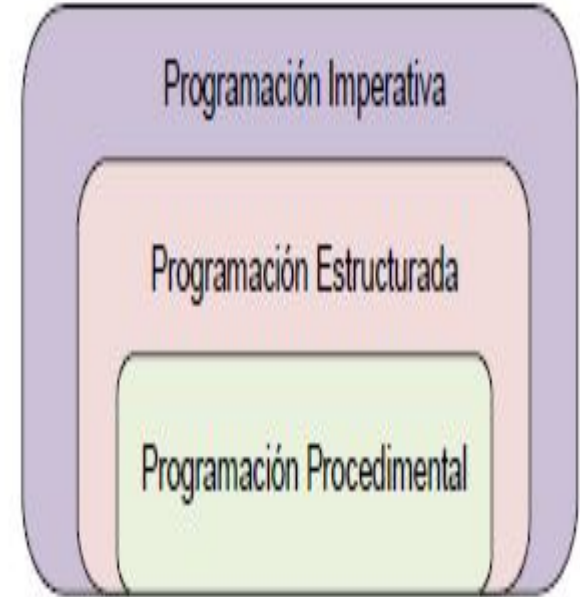 Programación Imperativa
Programación Estructurada
Programación Procedimental